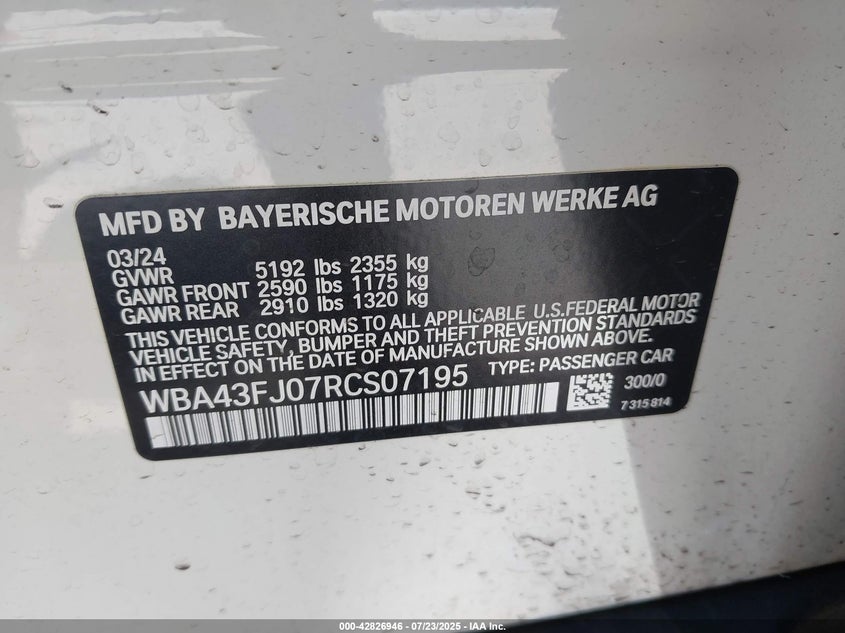 MFD BY BAYERISCHE MOTOREN WERKE AG
03/24
GVWR 5192 lbs 2355 kg
GAWR FRONT 2590 lbs 1175 kg
GAWR REAR 2910 lbs 1320 kg
THIS VEHICLE CONFORMS TO ALL APPLICABLE U.S.FEDERAL MOTOR
VEHICLE SAFETY, BUMPER AND THEFT PREVENTION STANDARDS
IN EFFECT ON THE DATE OF MANUFACTURE SHOWN ABOVE.
WBA43FJ07RCS07195 TYPE: PASSENGER CAR
300/0
7 315 814
000-42826946 - 07/23/2025 - IAA Inc.